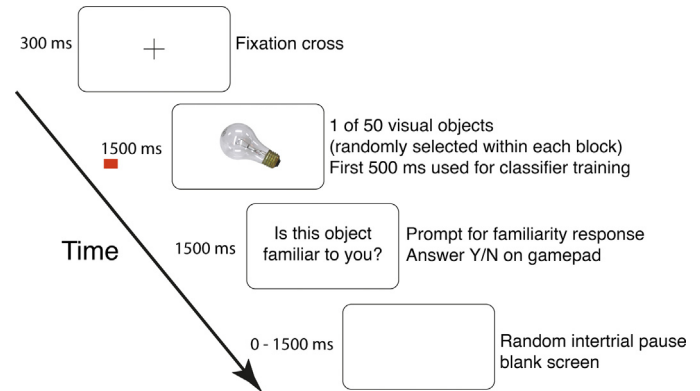 300 ms
Fixation cross
1500 ms
1 of 50 visual objects
(randomly selected within each block)
First 500 ms used for classifier training
Time
1500 ms
Is this object
familiar to you?
Prompt for familiarity response
Answer Y/N on gamepad
0 - 1500 ms
Random intertrial pause
blank screen